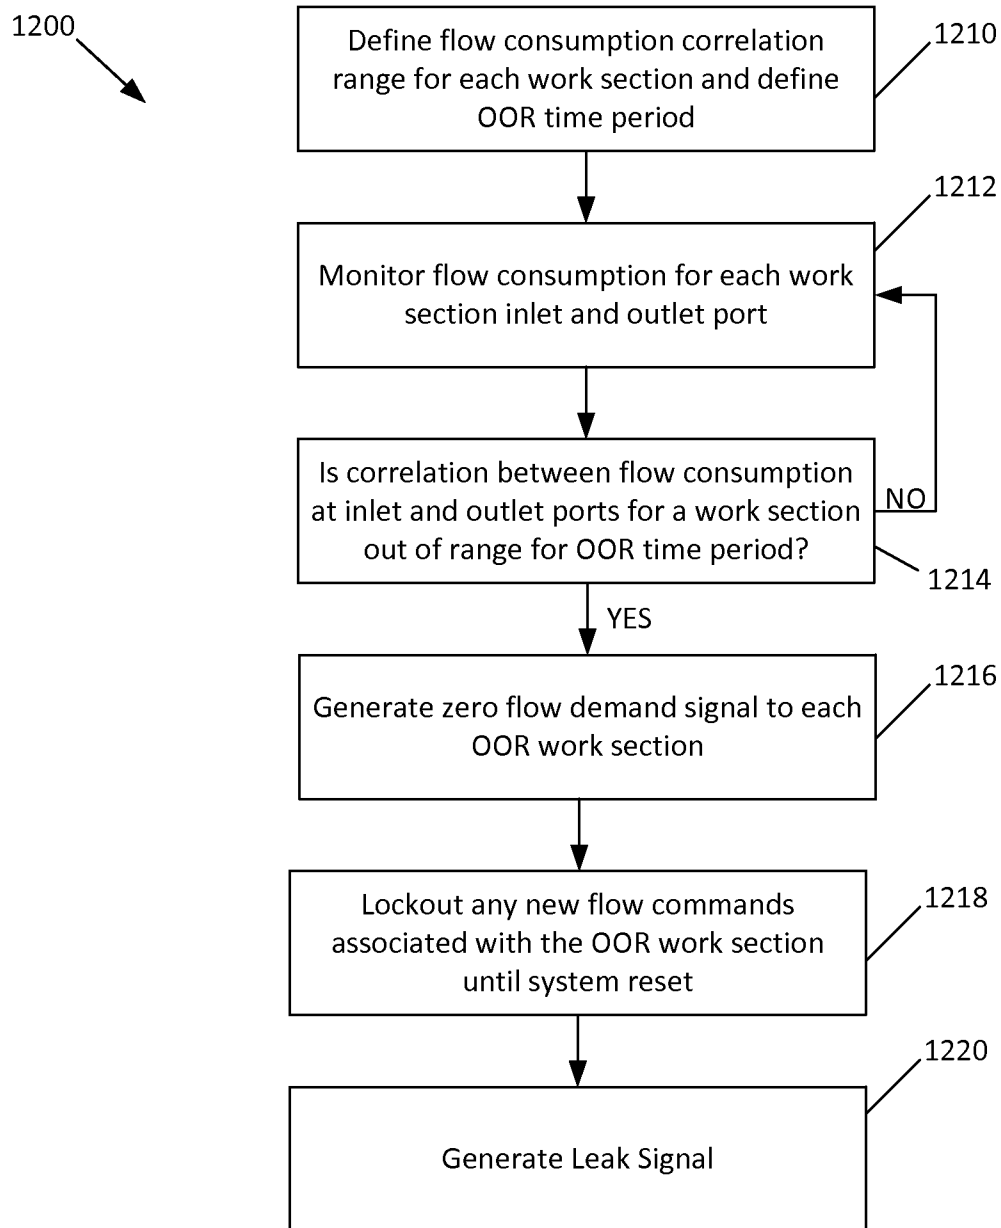 1200
Define flow consumption correlation
range for each work section and define
OOR time period
1210
Monitor flow consumption for each work
section inlet and outlet port
1212
Is correlation between flow consumption
at inlet and outlet ports for a work section
out of range for OOR time period?
NO
1214
YES
Generate zero flow demand signal to each
OOR work section
1216
Lockout any new flow commands
associated with the OOR work section
until system reset
1218
Generate Leak Signal
1220